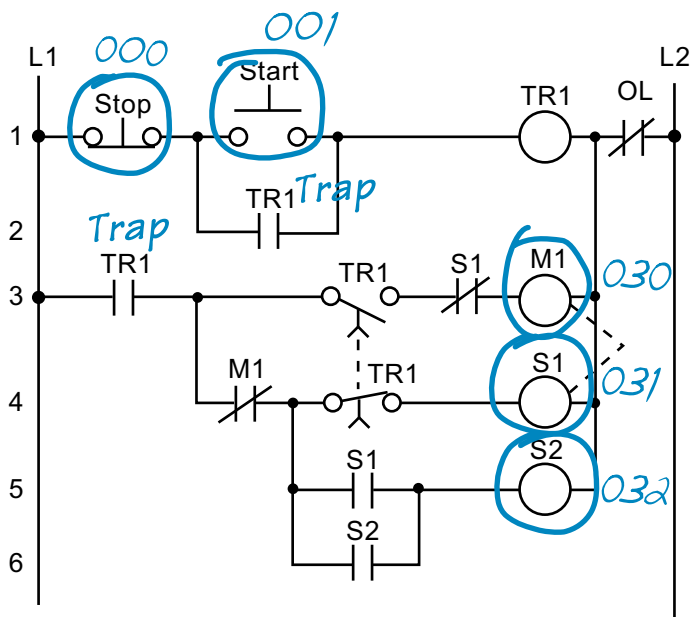 000 001
L1 L2
Stop Start TR1 OL
1
TR1 Trap
2
Trap
TR1 TR1 S1 M1 030
3
M1 TR1 S1 031
4
S1 S2
5 032
S2
6